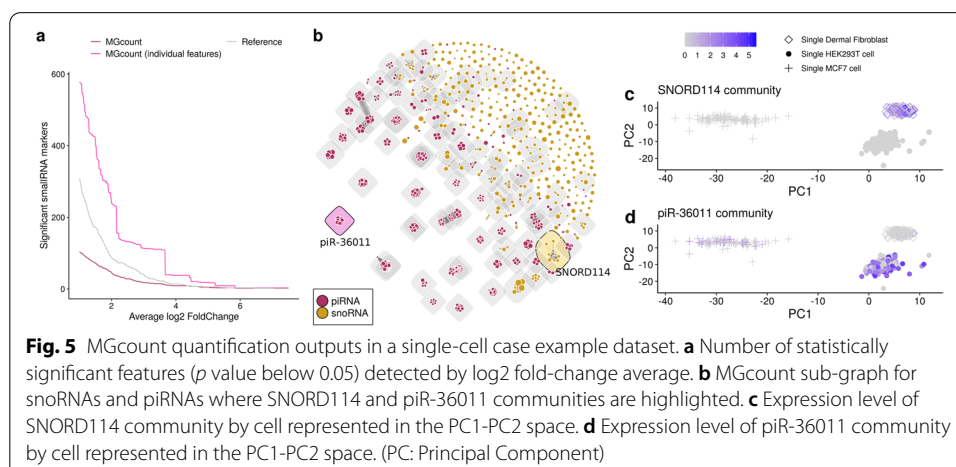 a
MGcount
Reference
MGcount (individual features)
Significant smallRNA markers
600
400
200
0
2
4
6
Average log2 FoldChange
b
piR-36011
SNORD114
piRNA
snoRNA
0 1 2 3 4 5
Single Dermal Fibroblast
Single HEK293T cell
Single MCF7 cell
c
SNORD114 community
PC2
10
0
-10
-20
-40 -30 -20 -10 0 10
PC1
d
piR-36011 community
PC2
10
0
-10
-20
-40 -30 -20 -10 0 10
PC1
Fig. 5 MGcount quantification outputs in a single-cell case example dataset. a Number of statistically
significant features (p value below 0.05) detected by log2 fold-change average. b MGcount sub-graph for
snoRNAs and piRNAs where SNORD114 and piR-36011 communities are highlighted. c Expression level of
SNORD114 community by cell represented in the PC1-PC2 space. d Expression level of piR-36011 community
by cell represented in the PC1-PC2 space. (PC: Principal Component)